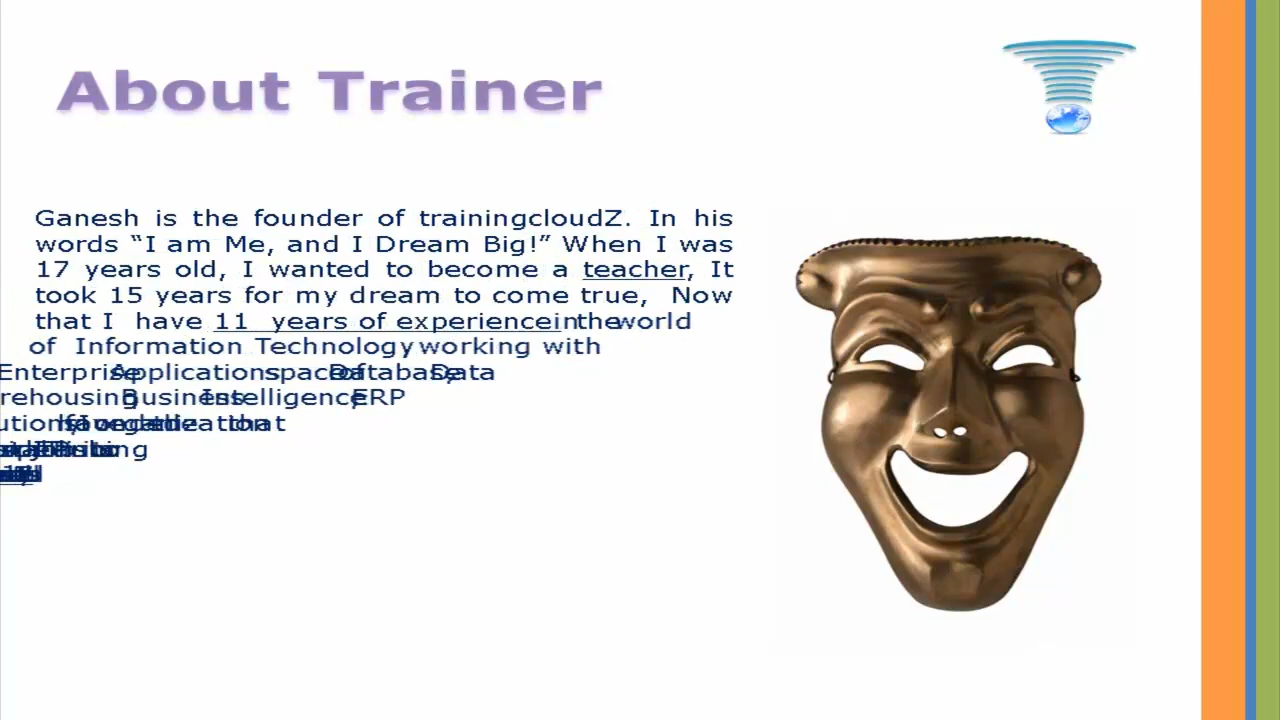 About Trainer
Ganesh is the founder of trainingcloudZ. In his
words “I am Me, and I Dream Big!” When I was
17 years old, I wanted to become a teacher, It
took 15 years for my dream to come true, Now
that I have 11 years of experience in the world
of Information Technology working with
Enterprise Applications space of Database, Data
rehousing, Business Intelligence, ERP
that